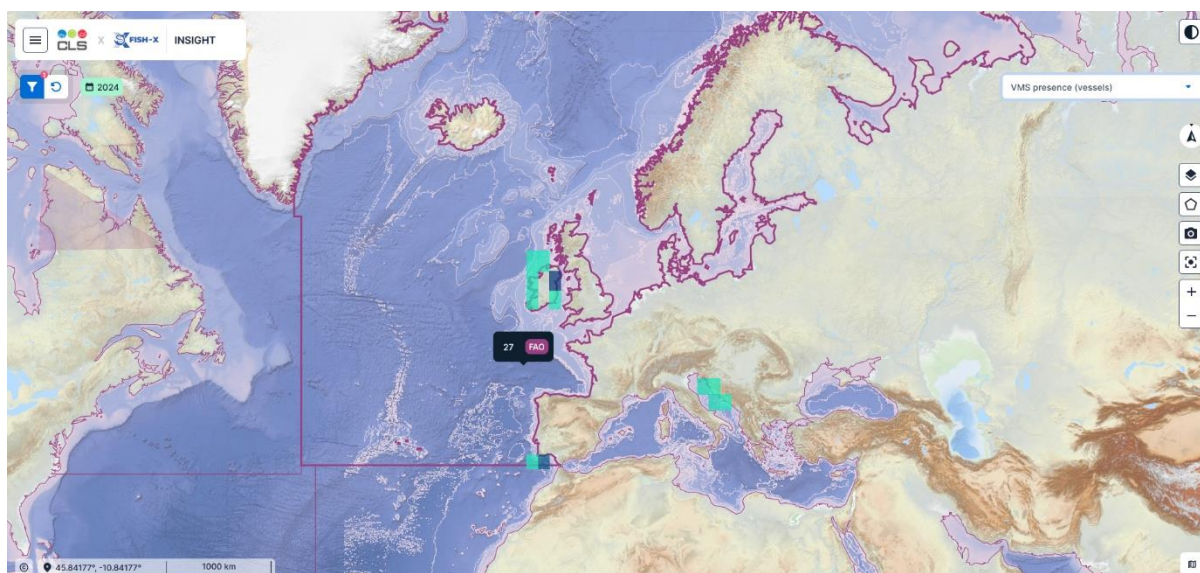 CLS x FISH-X INSIGHT
2024
VMS presence (vessels)
27 FAO
45.84177°, -10.84177° 1000 km